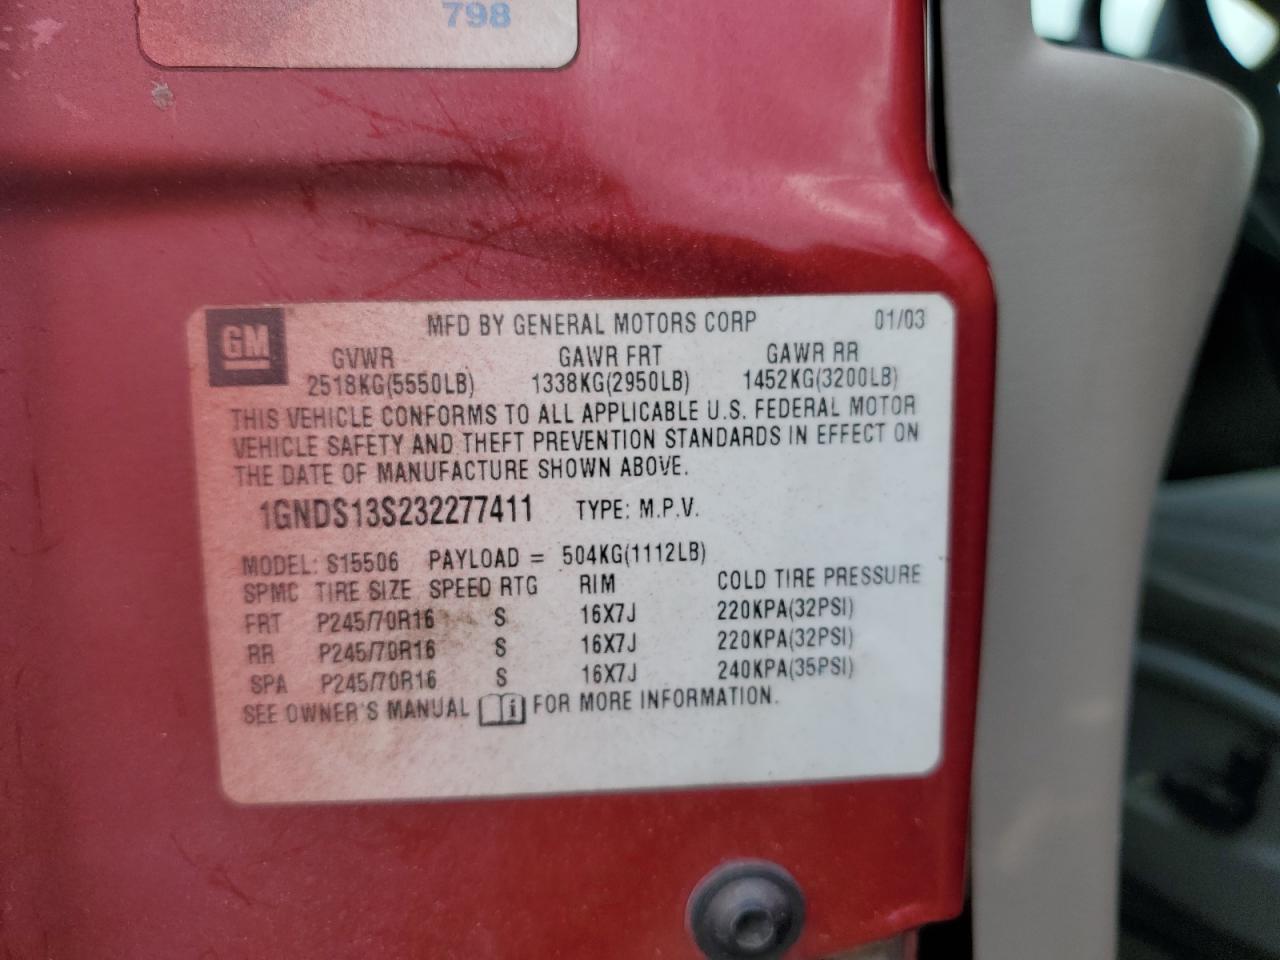 798
GM
MFD BY GENERAL MOTORS CORP 01/03
GVWR GAWR FRT GAWR RR
2518KG(5550LB) 1338KG(2950LB) 1452KG(3200LB)
THIS VEHICLE CONFORMS TO ALL APPLICABLE U.S. FEDERAL MOTOR
VEHICLE SAFETY AND THEFT PREVENTION STANDARDS IN EFFECT ON
THE DATE OF MANUFACTURE SHOWN ABOVE.
1GNDS13S232277411 TYPE: M.P.V.
MODEL: S15506 PAYLOAD = 504KG(1112LB)
SPMC TIRE SIZE SPEED RTG RIM COLD TIRE PRESSURE
FRT P245/70R16 S 16X7J 220KPA(32PSI)
RR P245/70R16 S 16X7J 220KPA(32PSI)
SPA P245/70R16 S 16X7J 240KPA(35PSI)
SEE OWNER'S MANUAL i FOR MORE INFORMATION.